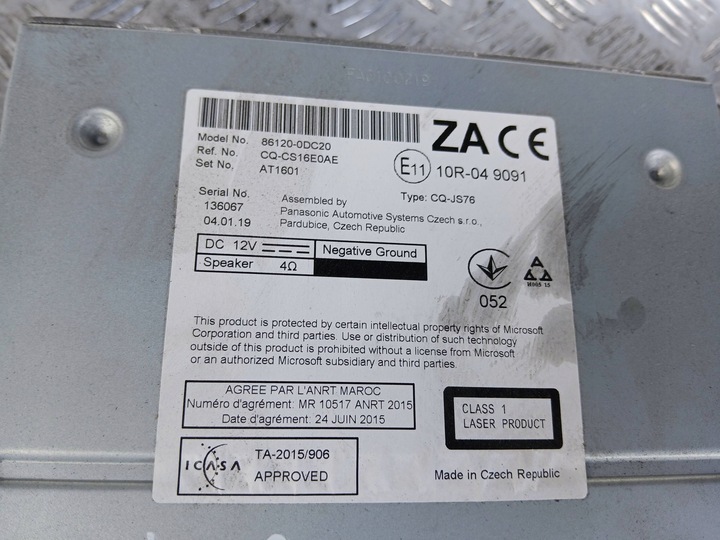 Model No. 86120-0DC20
Ref. No. CQ-CS16E0AE
Set No. AT1601
ZA CE
E11 10R-04 9091
Type: CQ-JS76
Serial No.
136067
04.01.19
Assembled by
Panasonic Automotive Systems Czech s.r.o.,
Pardubice, Czech Republic
DC 12V
Negative Ground
Speaker 4Ω
052
This product is protected by certain intellectual property rights of Microsoft
Corporation and third parties. Use or distribution of such technology
outside of this product is prohibited without a license from Microsoft
or an authorized Microsoft subsidiary and third parties.
AGREE PAR L'ANRT MAROC
Numéro d'agrément: MR 10517 ANRT 2015
Date d'agrément: 24 JUIN 2015
CLASS 1
LASER PRODUCT
ICASA
TA-2015/906
APPROVED
Made in Czech Republic